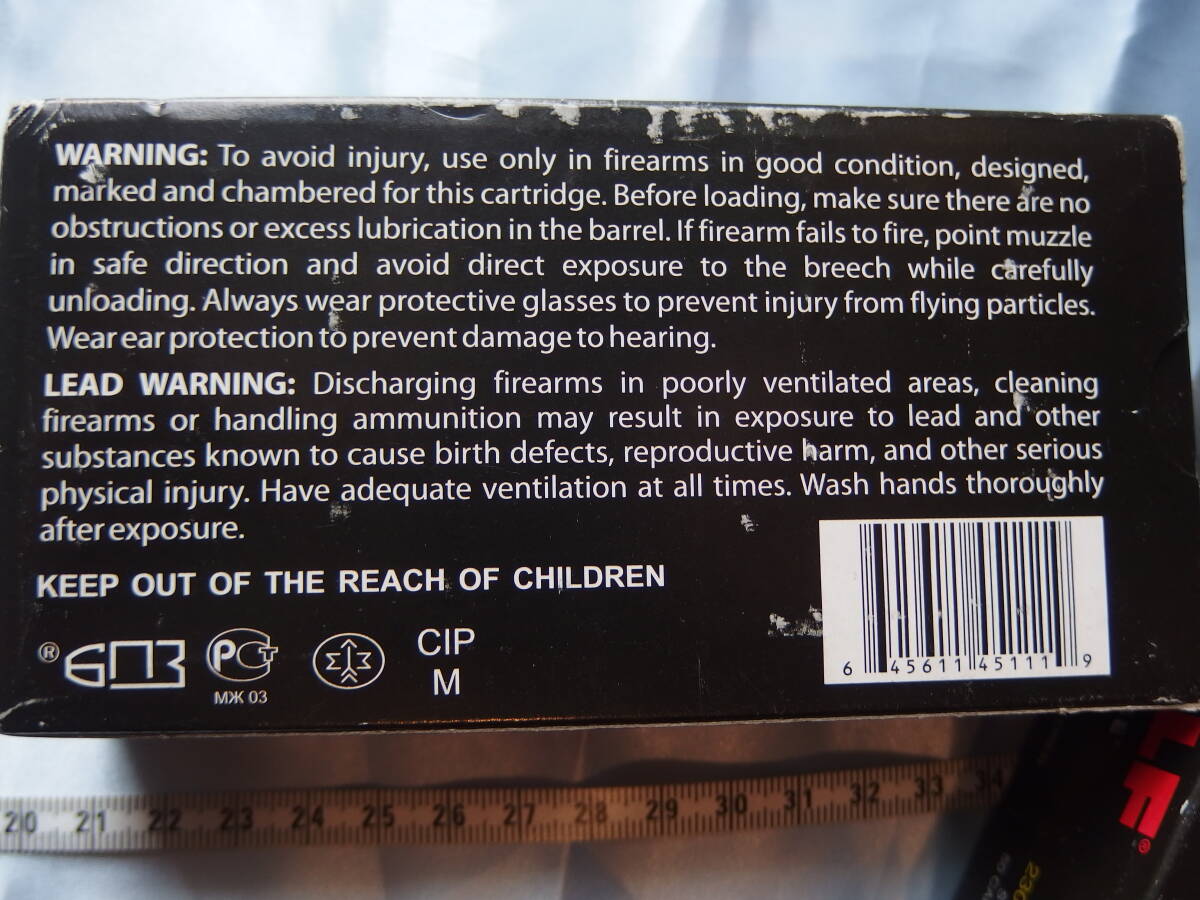 WARNING: To avoid injury, use only in firearms in good condition, designed,
marked and chambered for this cartridge. Before loading, make sure there are no
obstructions or excess lubrication in the barrel. If firearm fails to fire, point muzzle
in safe direction and avoid direct exposure to the breech while carefully
unloading. Always wear protective glasses to prevent injury from flying particles.
Wear ear protection to prevent damage to hearing.
LEAD WARNING: Discharging firearms in poorly ventilated areas, cleaning
firearms or handling ammunition may result in exposure to lead and other
substances known to cause birth defects, reproductive harm, and other serious
physical injury. Have adequate ventilation at all times. Wash hands thoroughly
after exposure.
KEEP OUT OF THE REACH OF CHILDREN
® БПЗ
РСТ
МЖ 03
CIP
M
6 45611 45111 9
20 21 22 23 24 25 26 27 28 29 30 31 32 33 34
®